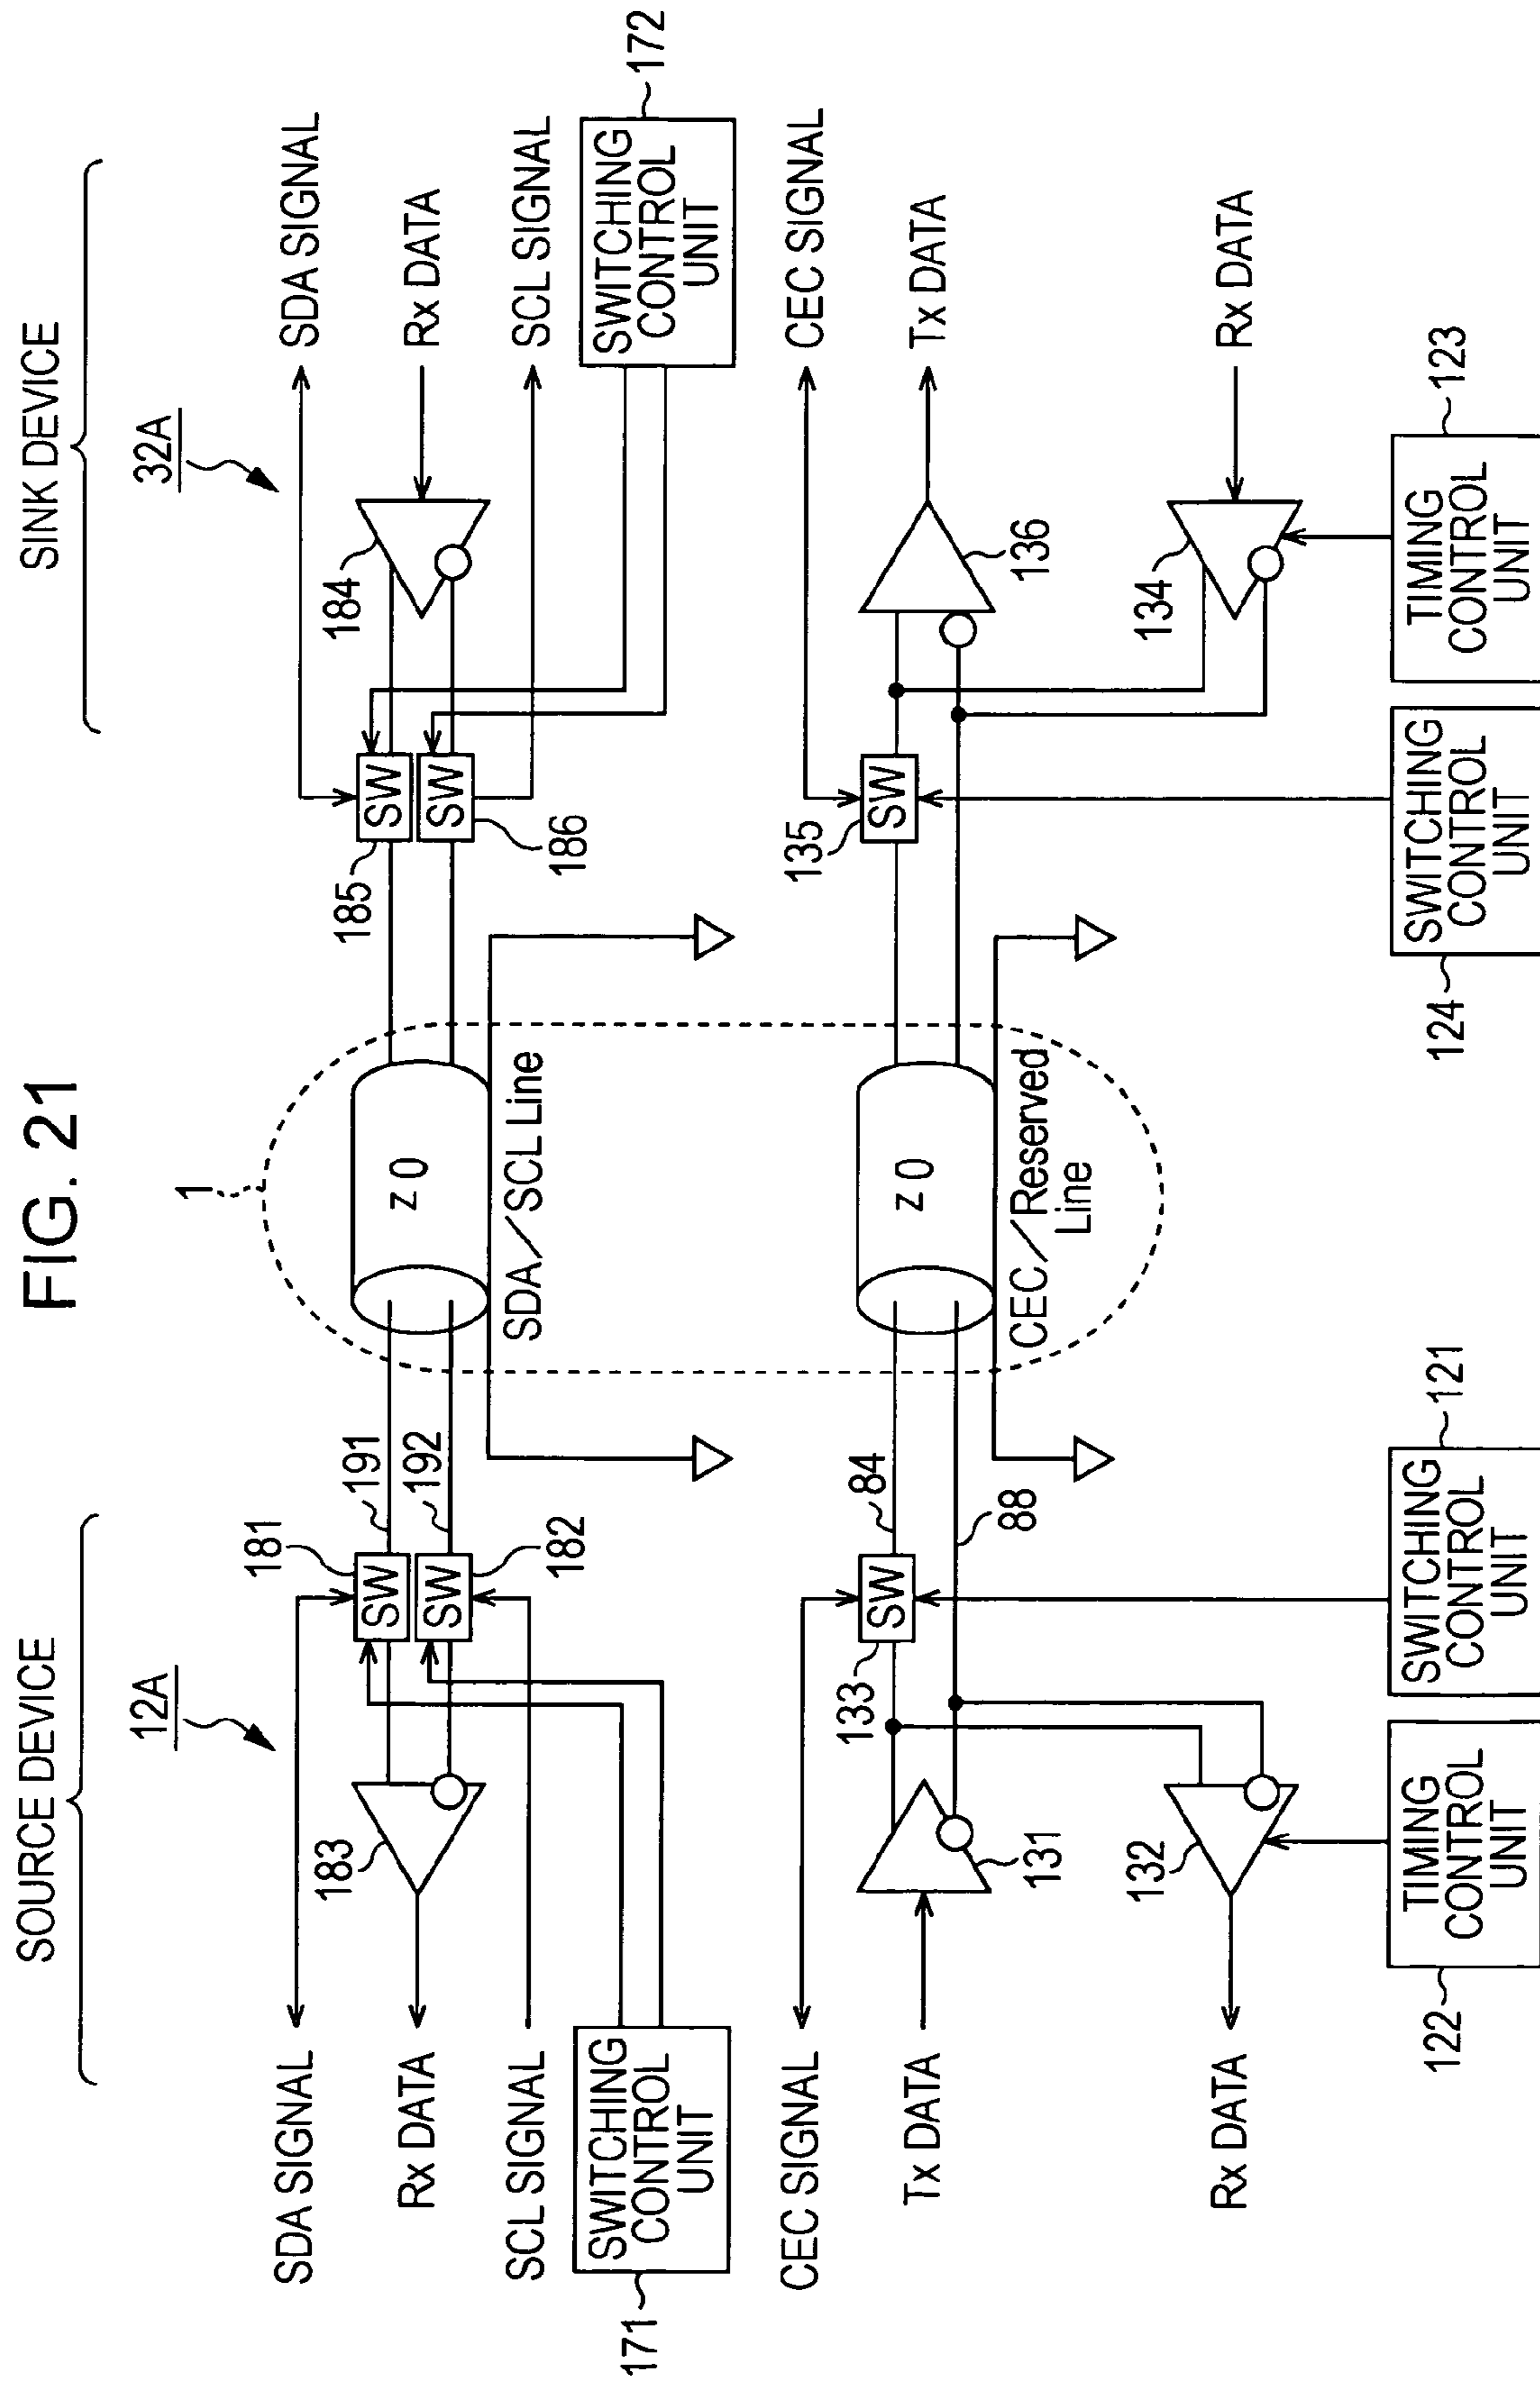 FIG. 21
SOURCE DEVICE
SINK DEVICE
12A
1
32A
SDA SIGNAL
181
191
SW
183
Rx DATA
192
SW
182
SCL SIGNAL
SWITCHING
CONTROL
UNIT
171
z 0
SDA/SCL Line
185
SW
184
SDA SIGNAL
Rx DATA
SW
186
SCL SIGNAL
SWITCHING
CONTROL
UNIT
172
CEC SIGNAL
133
SW
84
Tx DATA
131
88
Rx DATA
132
TIMING
CONTROL
UNIT
122
SWITCHING
CONTROL
UNIT
121
z 0
CEC/Reserved
Line
135
SW
CEC SIGNAL
136
Tx DATA
134
Rx DATA
SWITCHING
CONTROL
UNIT
124
TIMING
CONTROL
UNIT
123